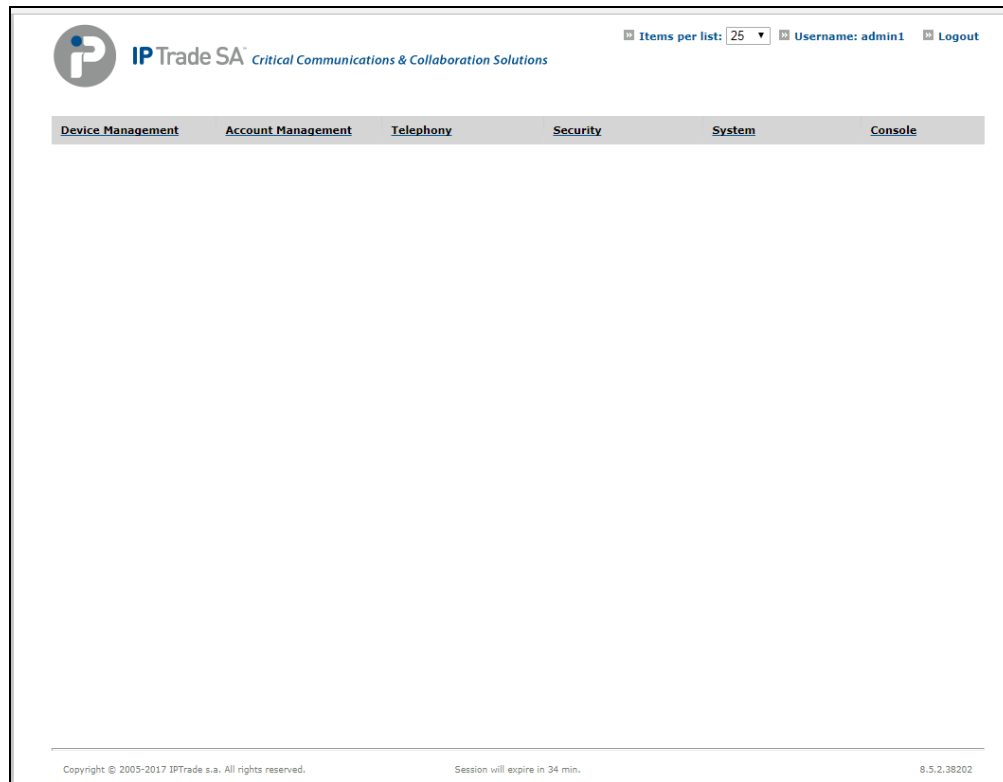 Items per list: 25 Username: admin1 Logout
iP IP Trade SA™ Critical Communications & Collaboration Solutions
Device Management Account Management Telephony Security System Console
Copyright © 2005-2017 IPTrade s.a. All rights reserved. Session will expire in 34 min. 8.5.2.38202